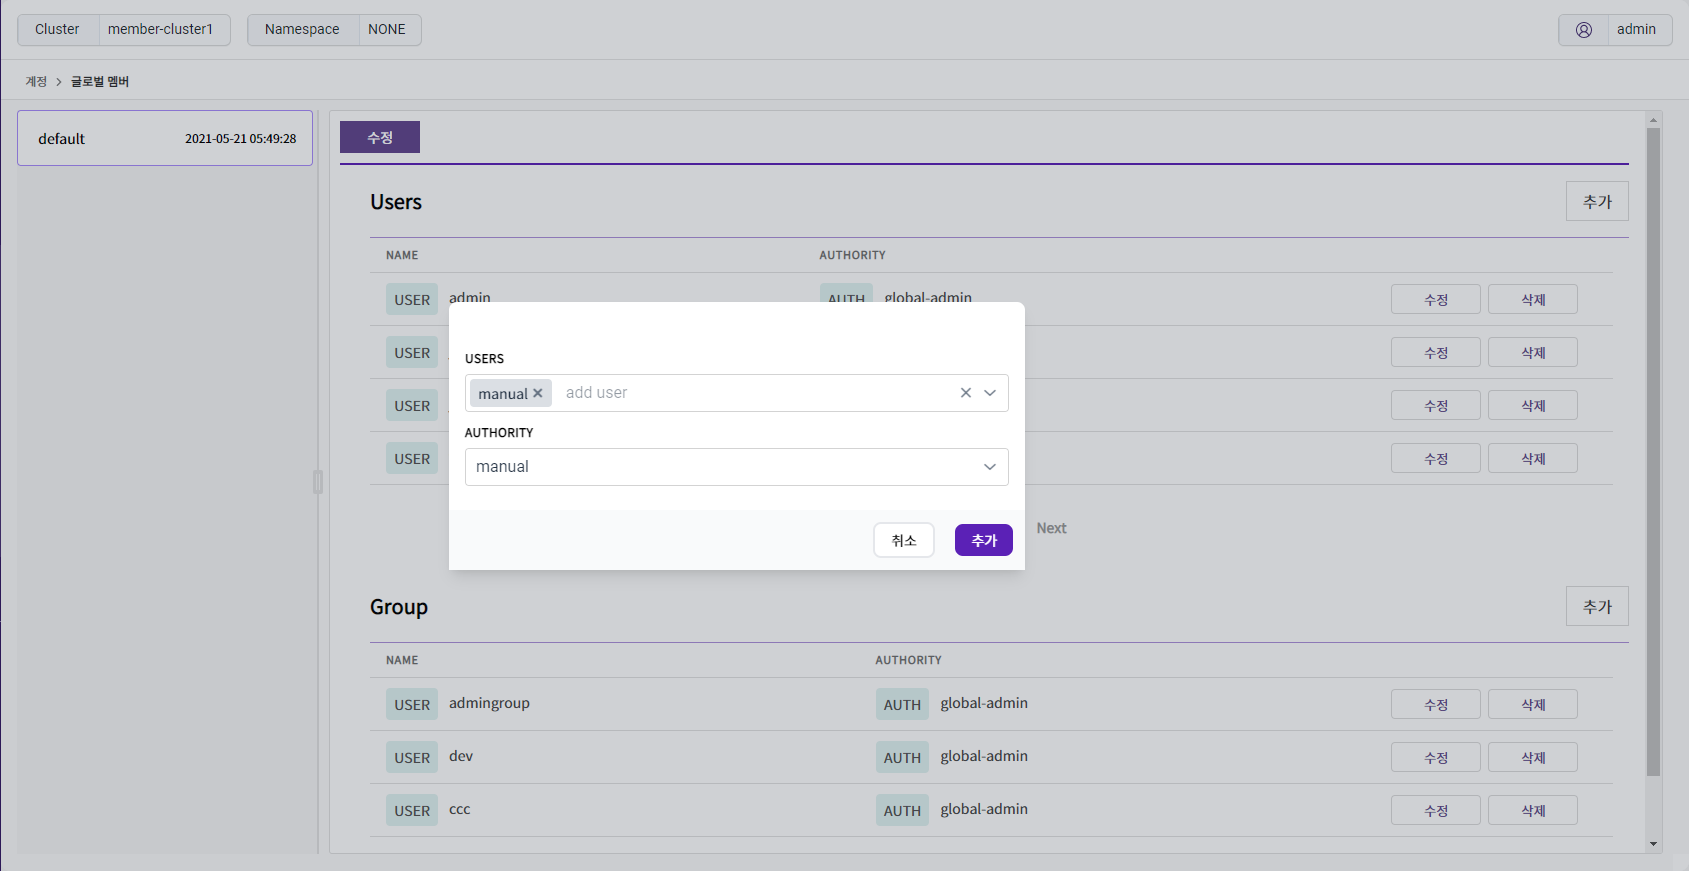 Cluster member-cluster1 Namespace NONE admin
계정 > 글로벌 멤버
default 2021-05-21 05:49:28
수정
Users 추가
NAME AUTHORITY
USER admin AUTH global-admin 수정 삭제
USER 수정 삭제
USER 수정 삭제
USER 수정 삭제
USERS
manual add user
AUTHORITY
manual
취소 추가
Next
Group 추가
NAME AUTHORITY
USER admingroup AUTH global-admin 수정 삭제
USER dev AUTH global-admin 수정 삭제
USER ccc AUTH global-admin 수정 삭제